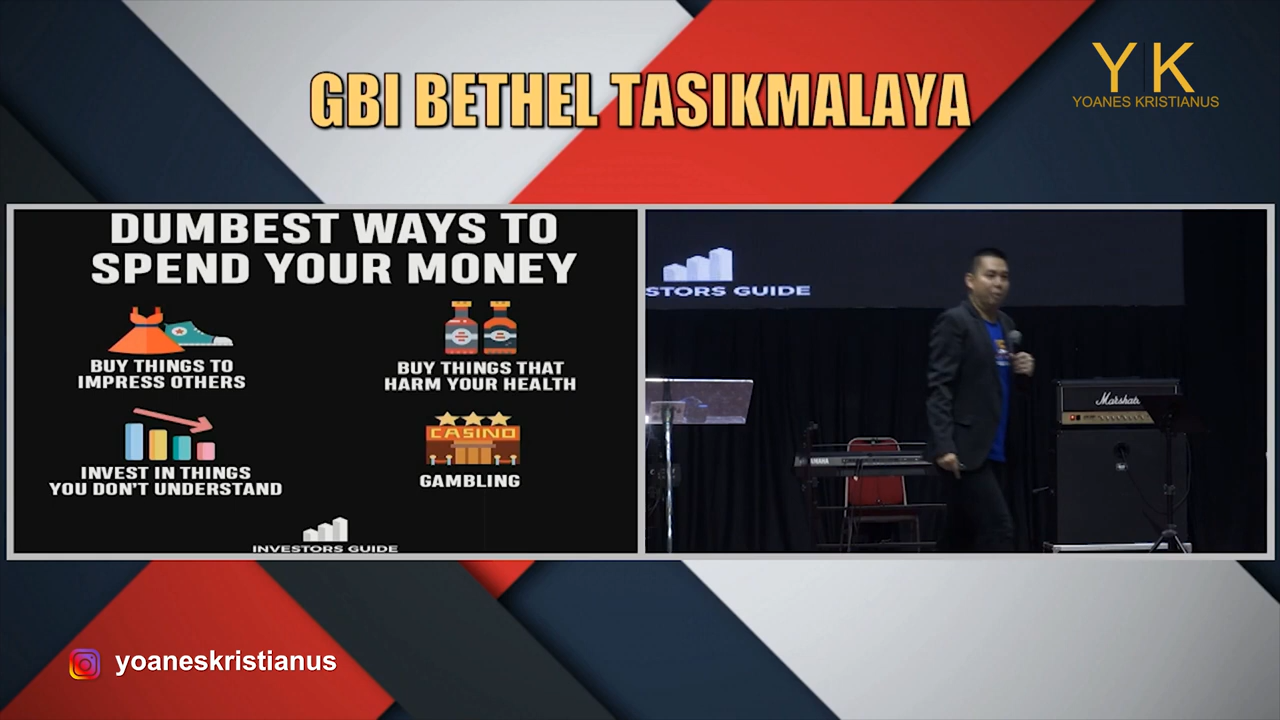 GBI BETHEL TASIKMALAYA
Y K
YOANES KRISTIANUS
DUMBEST WAYS TO
SPEND YOUR MONEY
BUY THINGS TO
IMPRESS OTHERS
BUY THINGS THAT
HARM YOUR HEALTH
INVEST IN THINGS
YOU DON'T UNDERSTAND
CASINO
GAMBLING
INVESTORS GUIDE
STORS GUIDE
Marshall
YAMAHA
yoaneskristianus